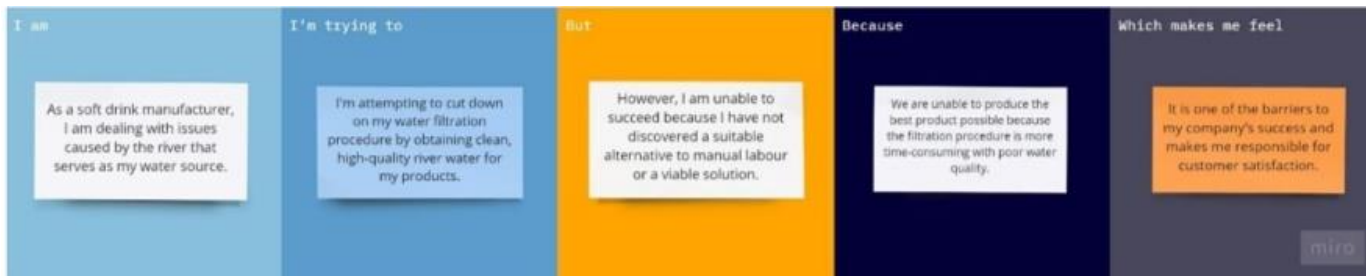 I am
As a soft drink manufacturer,
I am dealing with issues
caused by the river that
serves as my water source.
I'm trying to
I'm attempting to cut down
on my water filtration
procedure by obtaining clean,
high-quality river water for
my products.
But
However, I am unable to
succeed because I have not
discovered a suitable
alternative to manual labour
or a viable solution.
Because
We are unable to produce the
best product possible because
the filtration procedure is more
time-consuming with poor water
quality.
Which makes me feel
It is one of the barriers to
my company's success and
makes me responsible for
customer satisfaction.
miro